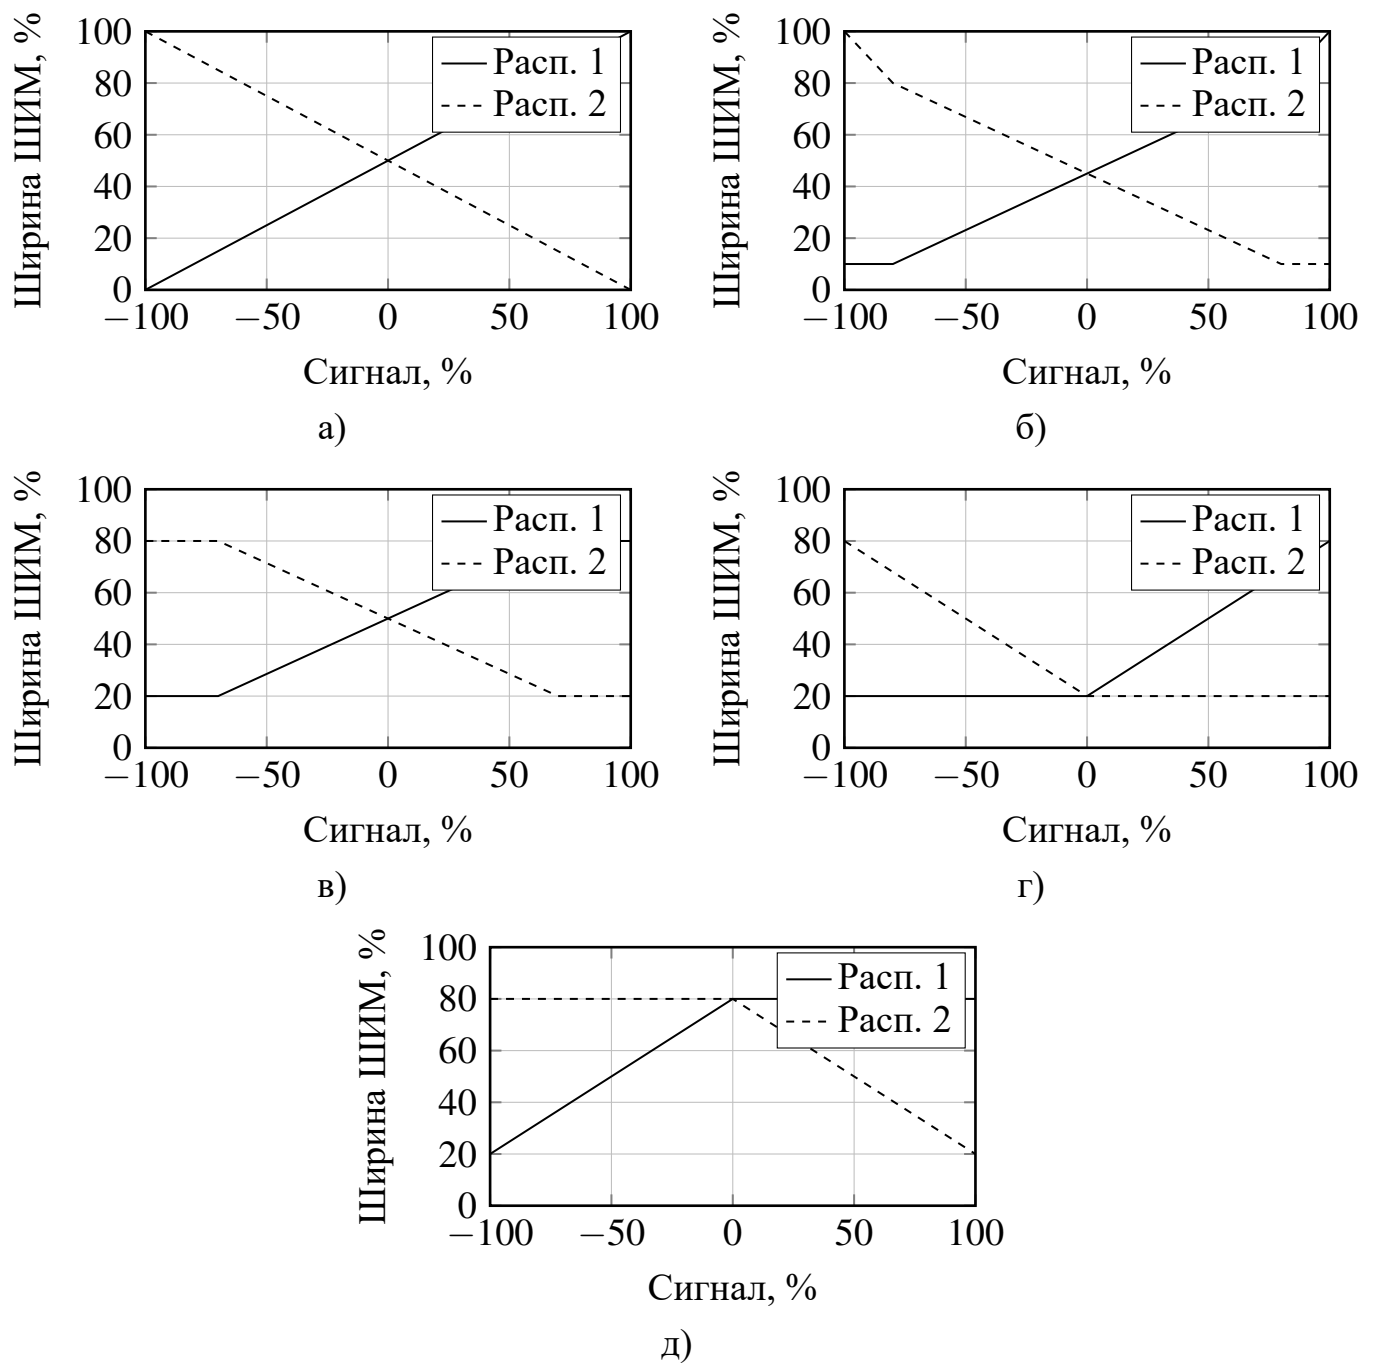 Ширина ШИМ, %
100
80
60
40
20
0
Расп. 1
Расп. 2
−100 −50 0 50 100
Сигнал, %
а)
Ширина ШИМ, %
100
80
60
40
20
0
Расп. 1
Расп. 2
−100 −50 0 50 100
Сигнал, %
б)
Ширина ШИМ, %
100
80
60
40
20
0
Расп. 1
Расп. 2
−100 −50 0 50 100
Сигнал, %
в)
Ширина ШИМ, %
100
80
60
40
20
0
Расп. 1
Расп. 2
−100 −50 0 50 100
Сигнал, %
г)
Ширина ШИМ, %
100
80
60
40
20
0
Расп. 1
Расп. 2
−100 −50 0 50 100
Сигнал, %
д)